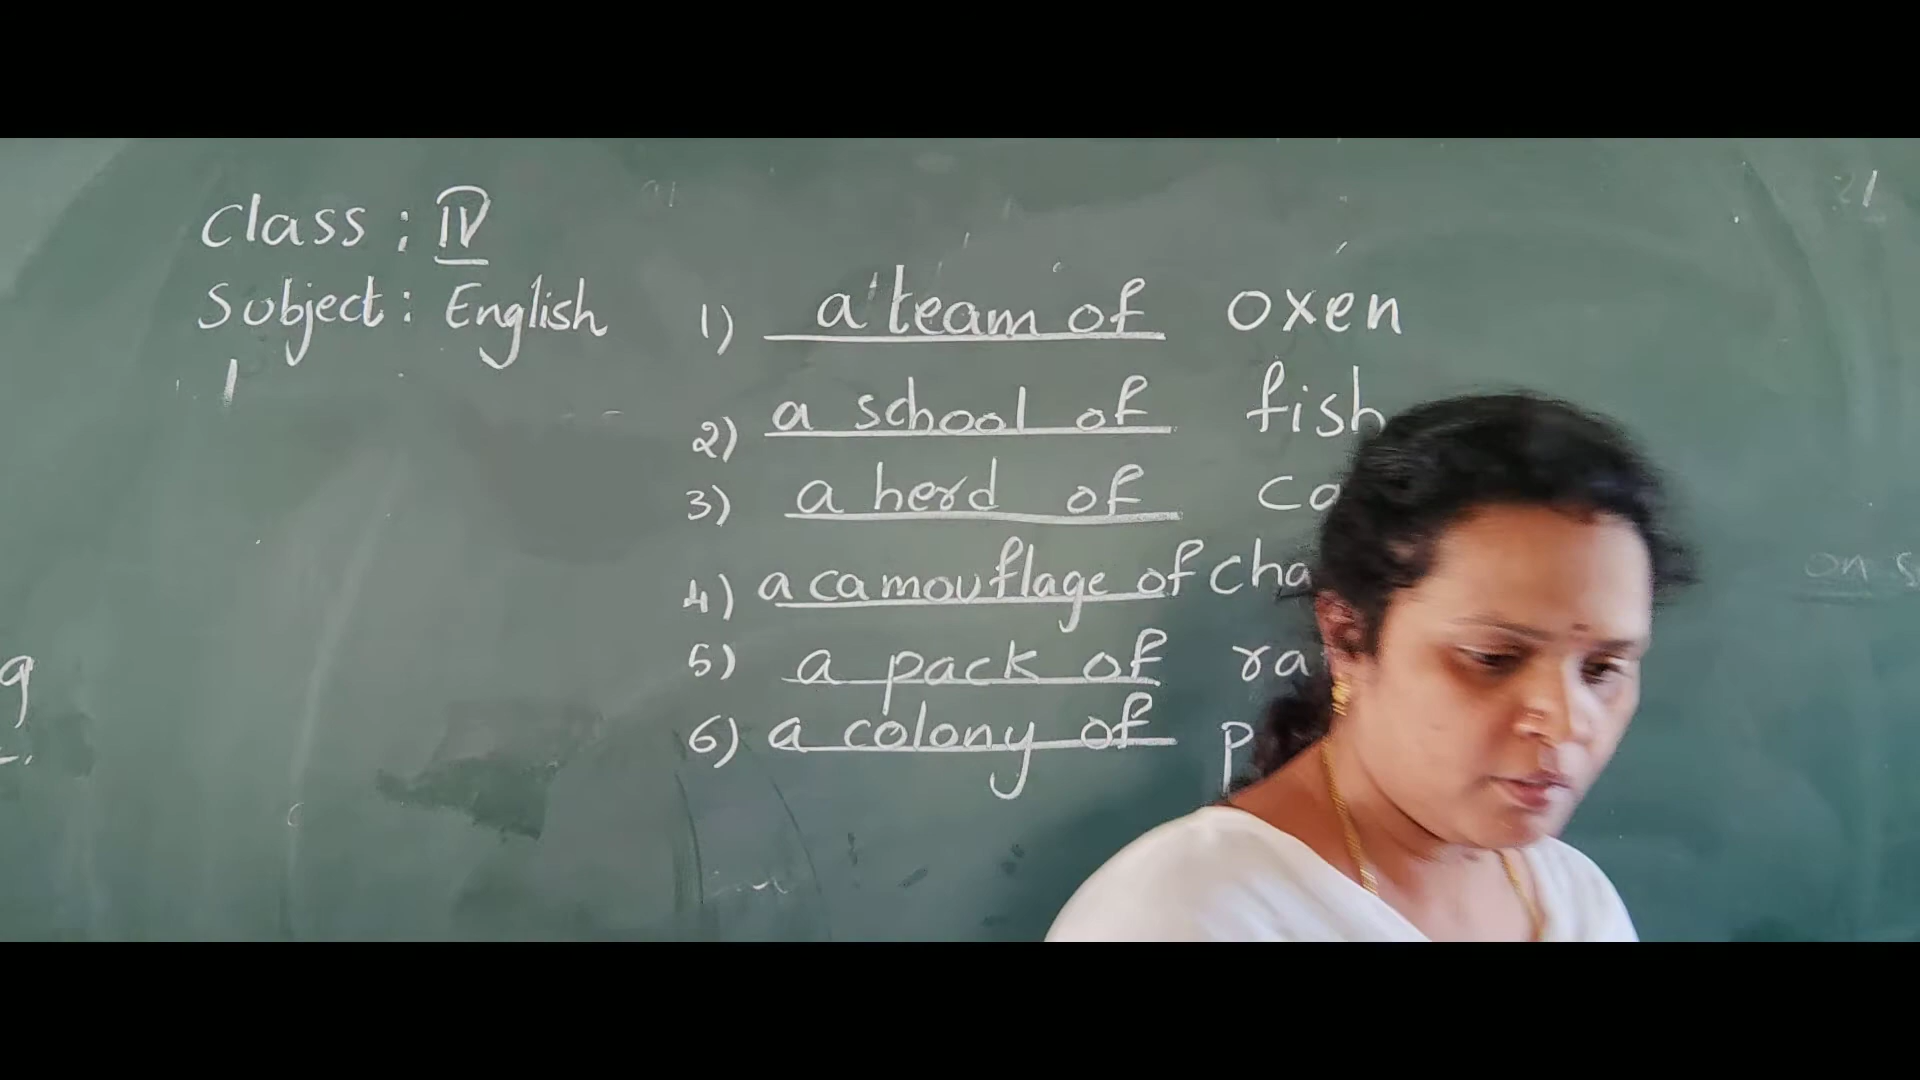 Class : IV
Subject : English
1) a team of oxen
2) a school of fish
3) a herd of
4) a camouflage of
5) a pack of
6) a colony of
on
g